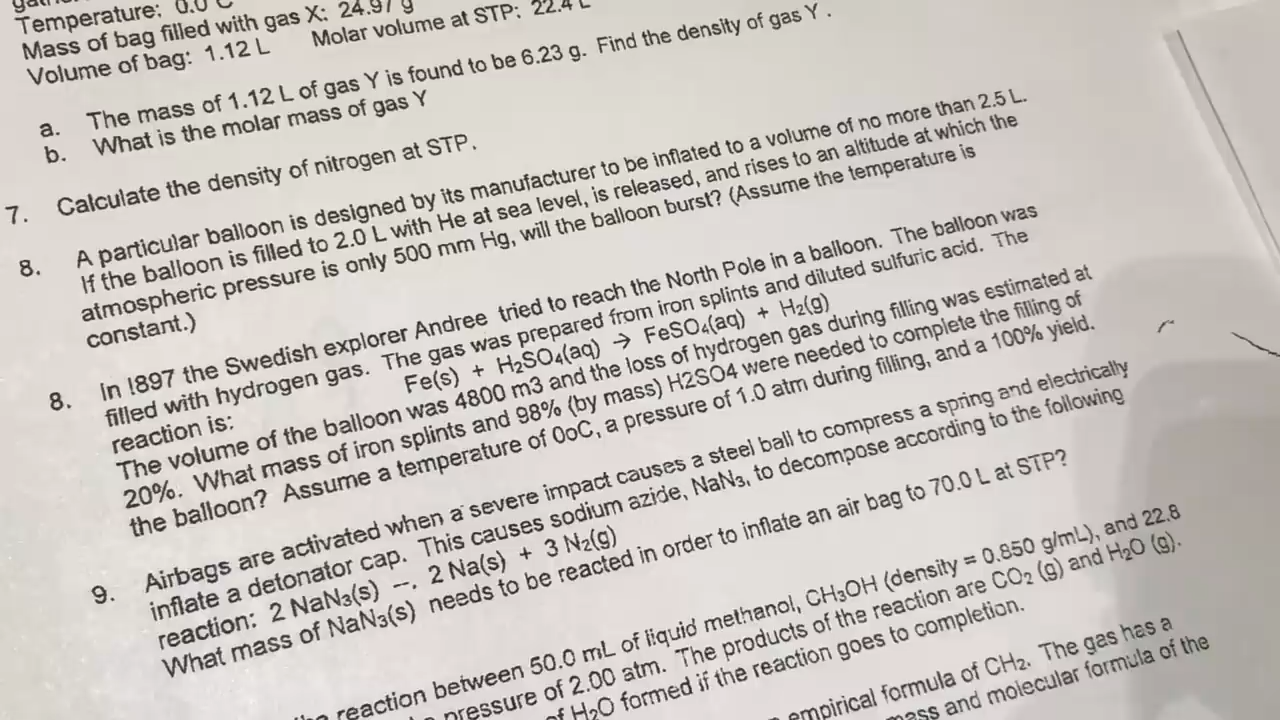 Temperature: 0.0 C
Mass of bag filled with gas X: 24.97 g
Volume of bag: 1.12 L Molar volume at STP: 22.4 L
a. The mass of 1.12 L of gas Y is found to be 6.23 g. Find the density of gas Y .
b. What is the molar mass of gas Y
7. Calculate the density of nitrogen at STP.
8. A particular balloon is designed by its manufacturer to be inflated to a volume of no more than 2.5 L.
If the balloon is filled to 2.0 L with He at sea level, is released, and rises to an altitude at which the
atmospheric pressure is only 500 mm Hg, will the balloon burst? (Assume the temperature is
constant.)
8. In 1897 the Swedish explorer Andree tried to reach the North Pole in a balloon. The balloon was
filled with hydrogen gas. The gas was prepared from iron splints and diluted sulfuric acid. The
reaction is:
Fe(s) + H₂SO₄(aq) → FeSO₄(aq) + H₂(g)
The volume of the balloon was 4800 m3 and the loss of hydrogen gas during filling was estimated at
20%. What mass of iron splints and 98% (by mass) H2SO4 were needed to complete the filling of
the balloon? Assume a temperature of 0oC, a pressure of 1.0 atm during filling, and a 100% yield.
9. Airbags are activated when a severe impact causes a steel ball to compress a spring and electrically
inflate a detonator cap. This causes sodium azide, NaN₃, to decompose according to the following
reaction: 2 NaN₃(s) –. 2 Na(s) + 3 N₂(g)
What mass of NaN₃(s) needs to be reacted in order to inflate an air bag to 70.0 L at STP?
reaction between 50.0 mL of liquid methanol, CH₃OH (density = 0.850 g/mL), and 22.8
pressure of 2.00 atm. The products of the reaction are CO₂ (g) and H₂O (g).
of H₂O formed if the reaction goes to completion.
empirical formula of CH₂. The gas has a
mass and molecular formula of the